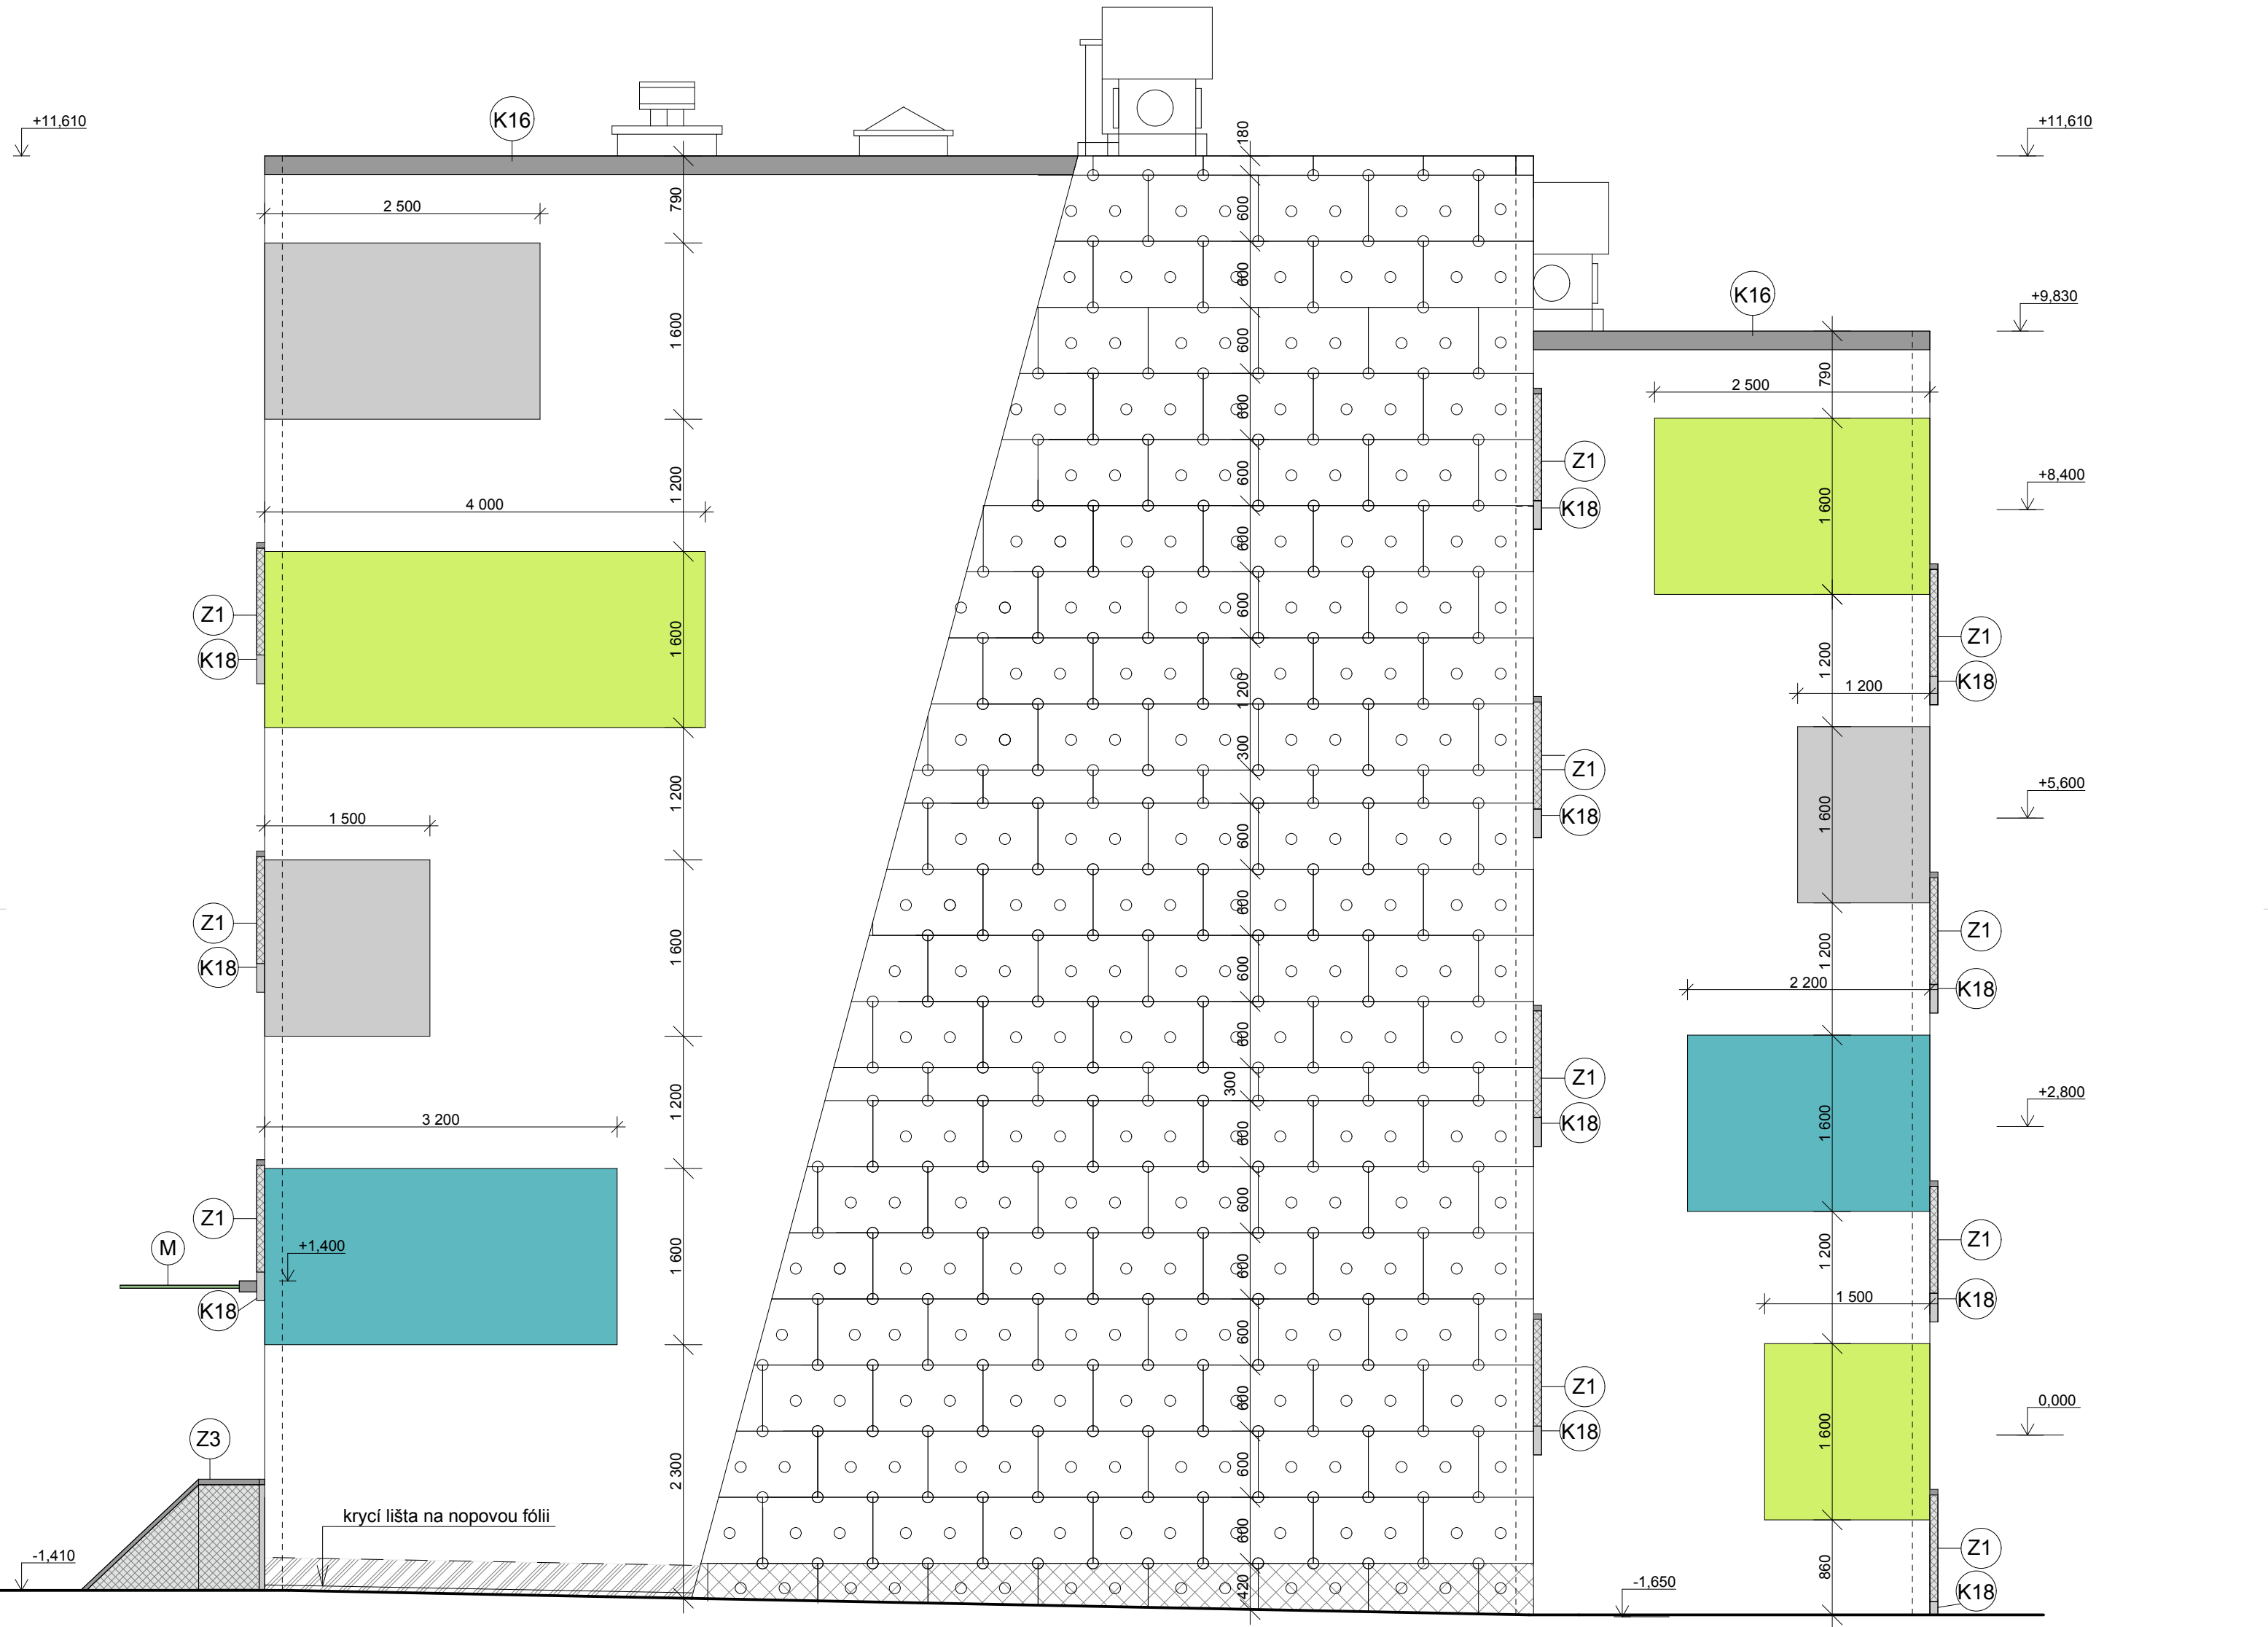 +11,610
K16
180
+11,610
2 500
790
600
+9,830
K16
600
1 600
600
790
2 500
600
Z1
+8,400
1 200
600
K18
1 600
4 000
600
Z1
K18
1 600
600
Z1
1 200
K18
1 200
1 200
300
Z1
+5,600
1 200
K18
1 600
1 500
600
Z1
K18
1 600
600
Z1
1 200
K18
2 200
600
600
300
Z1
+2,800
1 200
K18
1 600
3 200
600
Z1
600
M
+1,400
1 600
600
Z1
1 200
K18
K18
1 500
600
Z1
0,000
600
K18
1 600
Z3
2 300
600
krycí lišta na nopovou fólii
600
Z1
-1,410
420
-1,650
860
K18